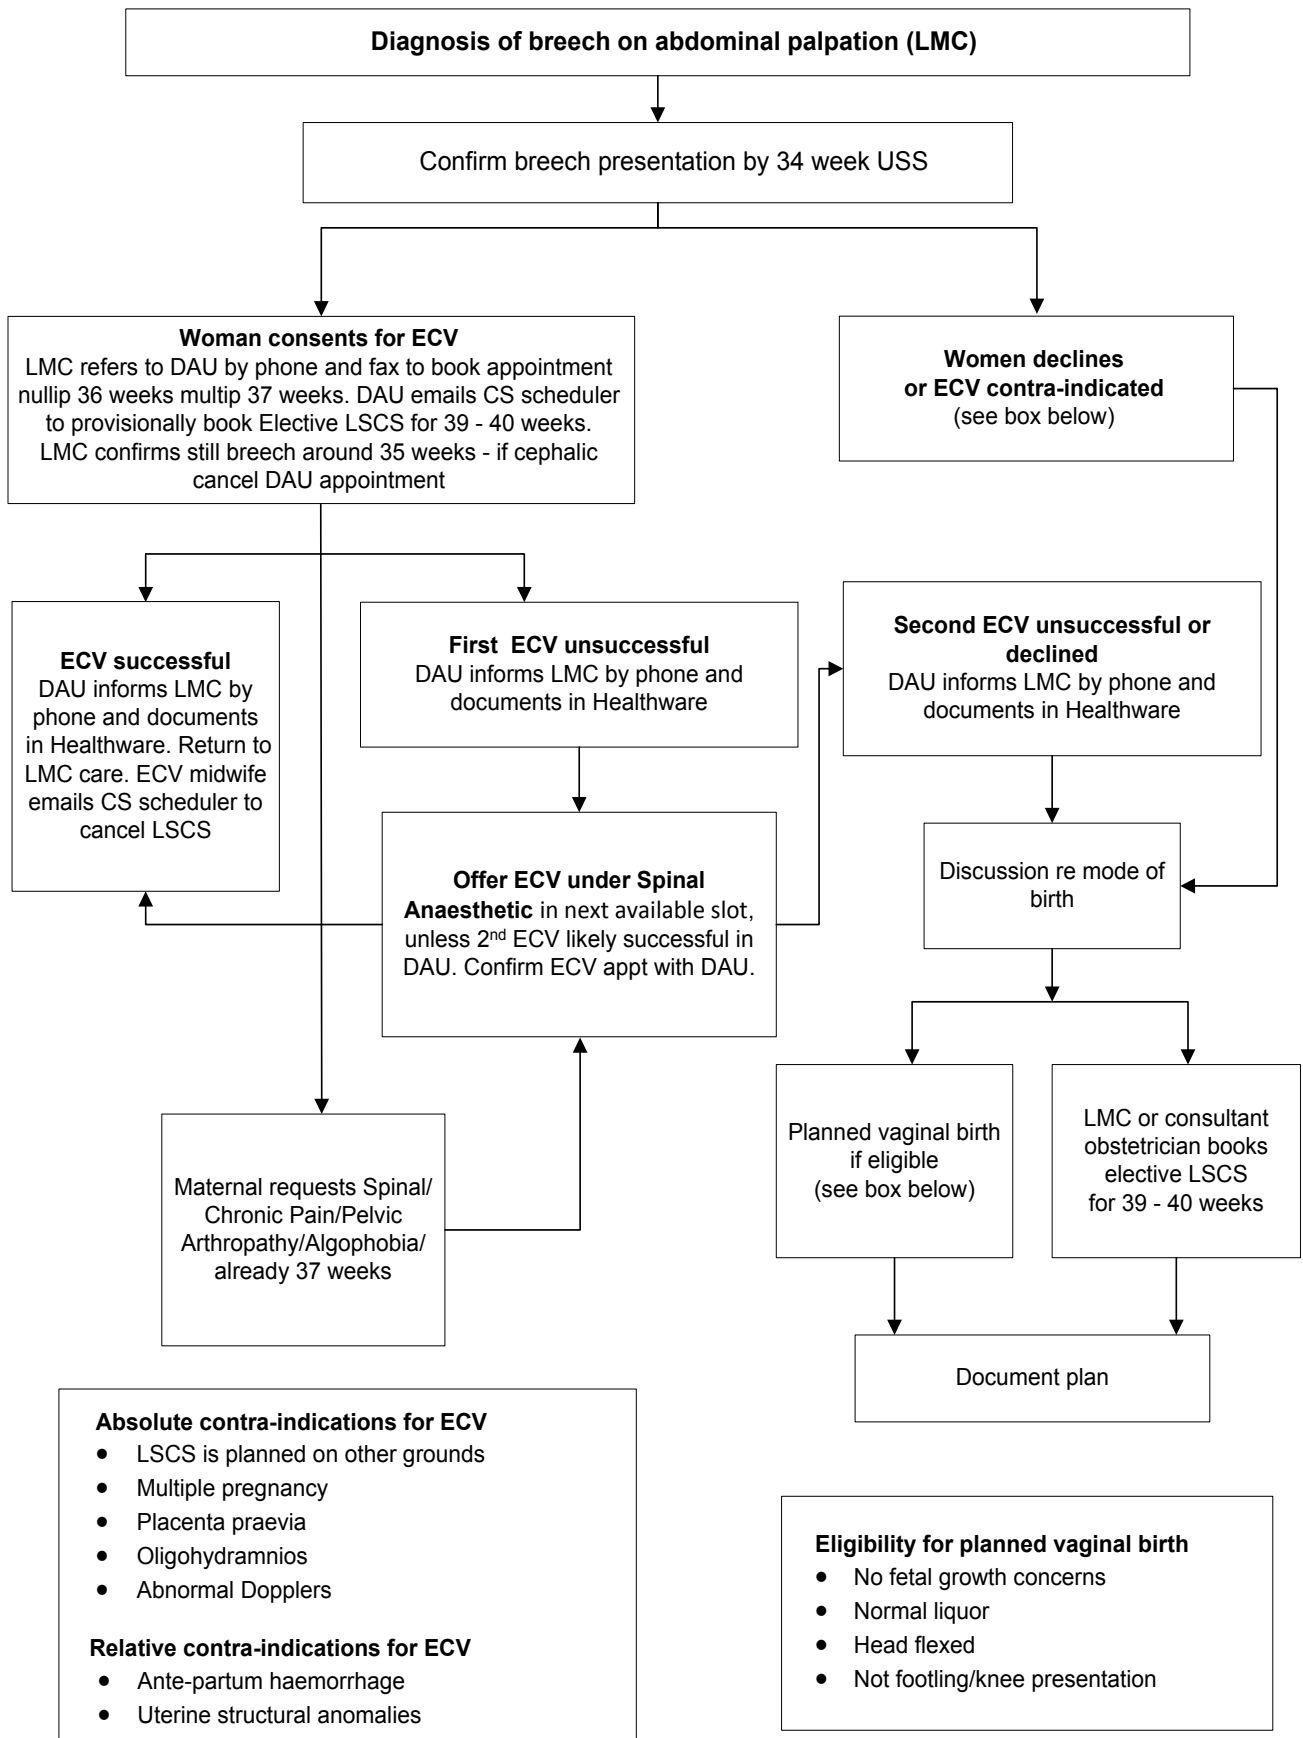 Diagnosis of breech on abdominal palpation (LMC)
Confirm breech presentation by 34 week USS
Woman consents for ECV
LMC refers to DAU by phone and fax to book appointment
nullip 36 weeks multip 37 weeks. DAU emails CS scheduler
to provisionally book Elective LSCS for 39 - 40 weeks.
LMC confirms still breech around 35 weeks - if cephalic
cancel DAU appointment
Women declines
or ECV contra-indicated
(see box below)
ECV successful
DAU informs LMC by
phone and documents
in Healthware. Return to
LMC care. ECV midwife
emails CS scheduler to
cancel LSCS
First ECV unsuccessful
DAU informs LMC by phone and
documents in Healthware
Second ECV unsuccessful or
declined
DAU informs LMC by phone and
documents in Healthware
Offer ECV under Spinal
Anaesthetic in next available slot,
unless 2nd ECV likely successful in
DAU. Confirm ECV appt with DAU.
Discussion re mode of
birth
Maternal requests Spinal/
Chronic Pain/Pelvic
Arthropathy/Algophobia/
already 37 weeks
Planned vaginal birth
if eligible
(see box below)
LMC or consultant
obstetrician books
elective LSCS
for 39 - 40 weeks
Document plan
Absolute contra-indications for ECV
• LSCS is planned on other grounds
• Multiple pregnancy
• Placenta praevia
• Oligohydramnios
• Abnormal Dopplers
Relative contra-indications for ECV
• Ante-partum haemorrhage
• Uterine structural anomalies
Eligibility for planned vaginal birth
• No fetal growth concerns
• Normal liquor
• Head flexed
• Not footling/knee presentation